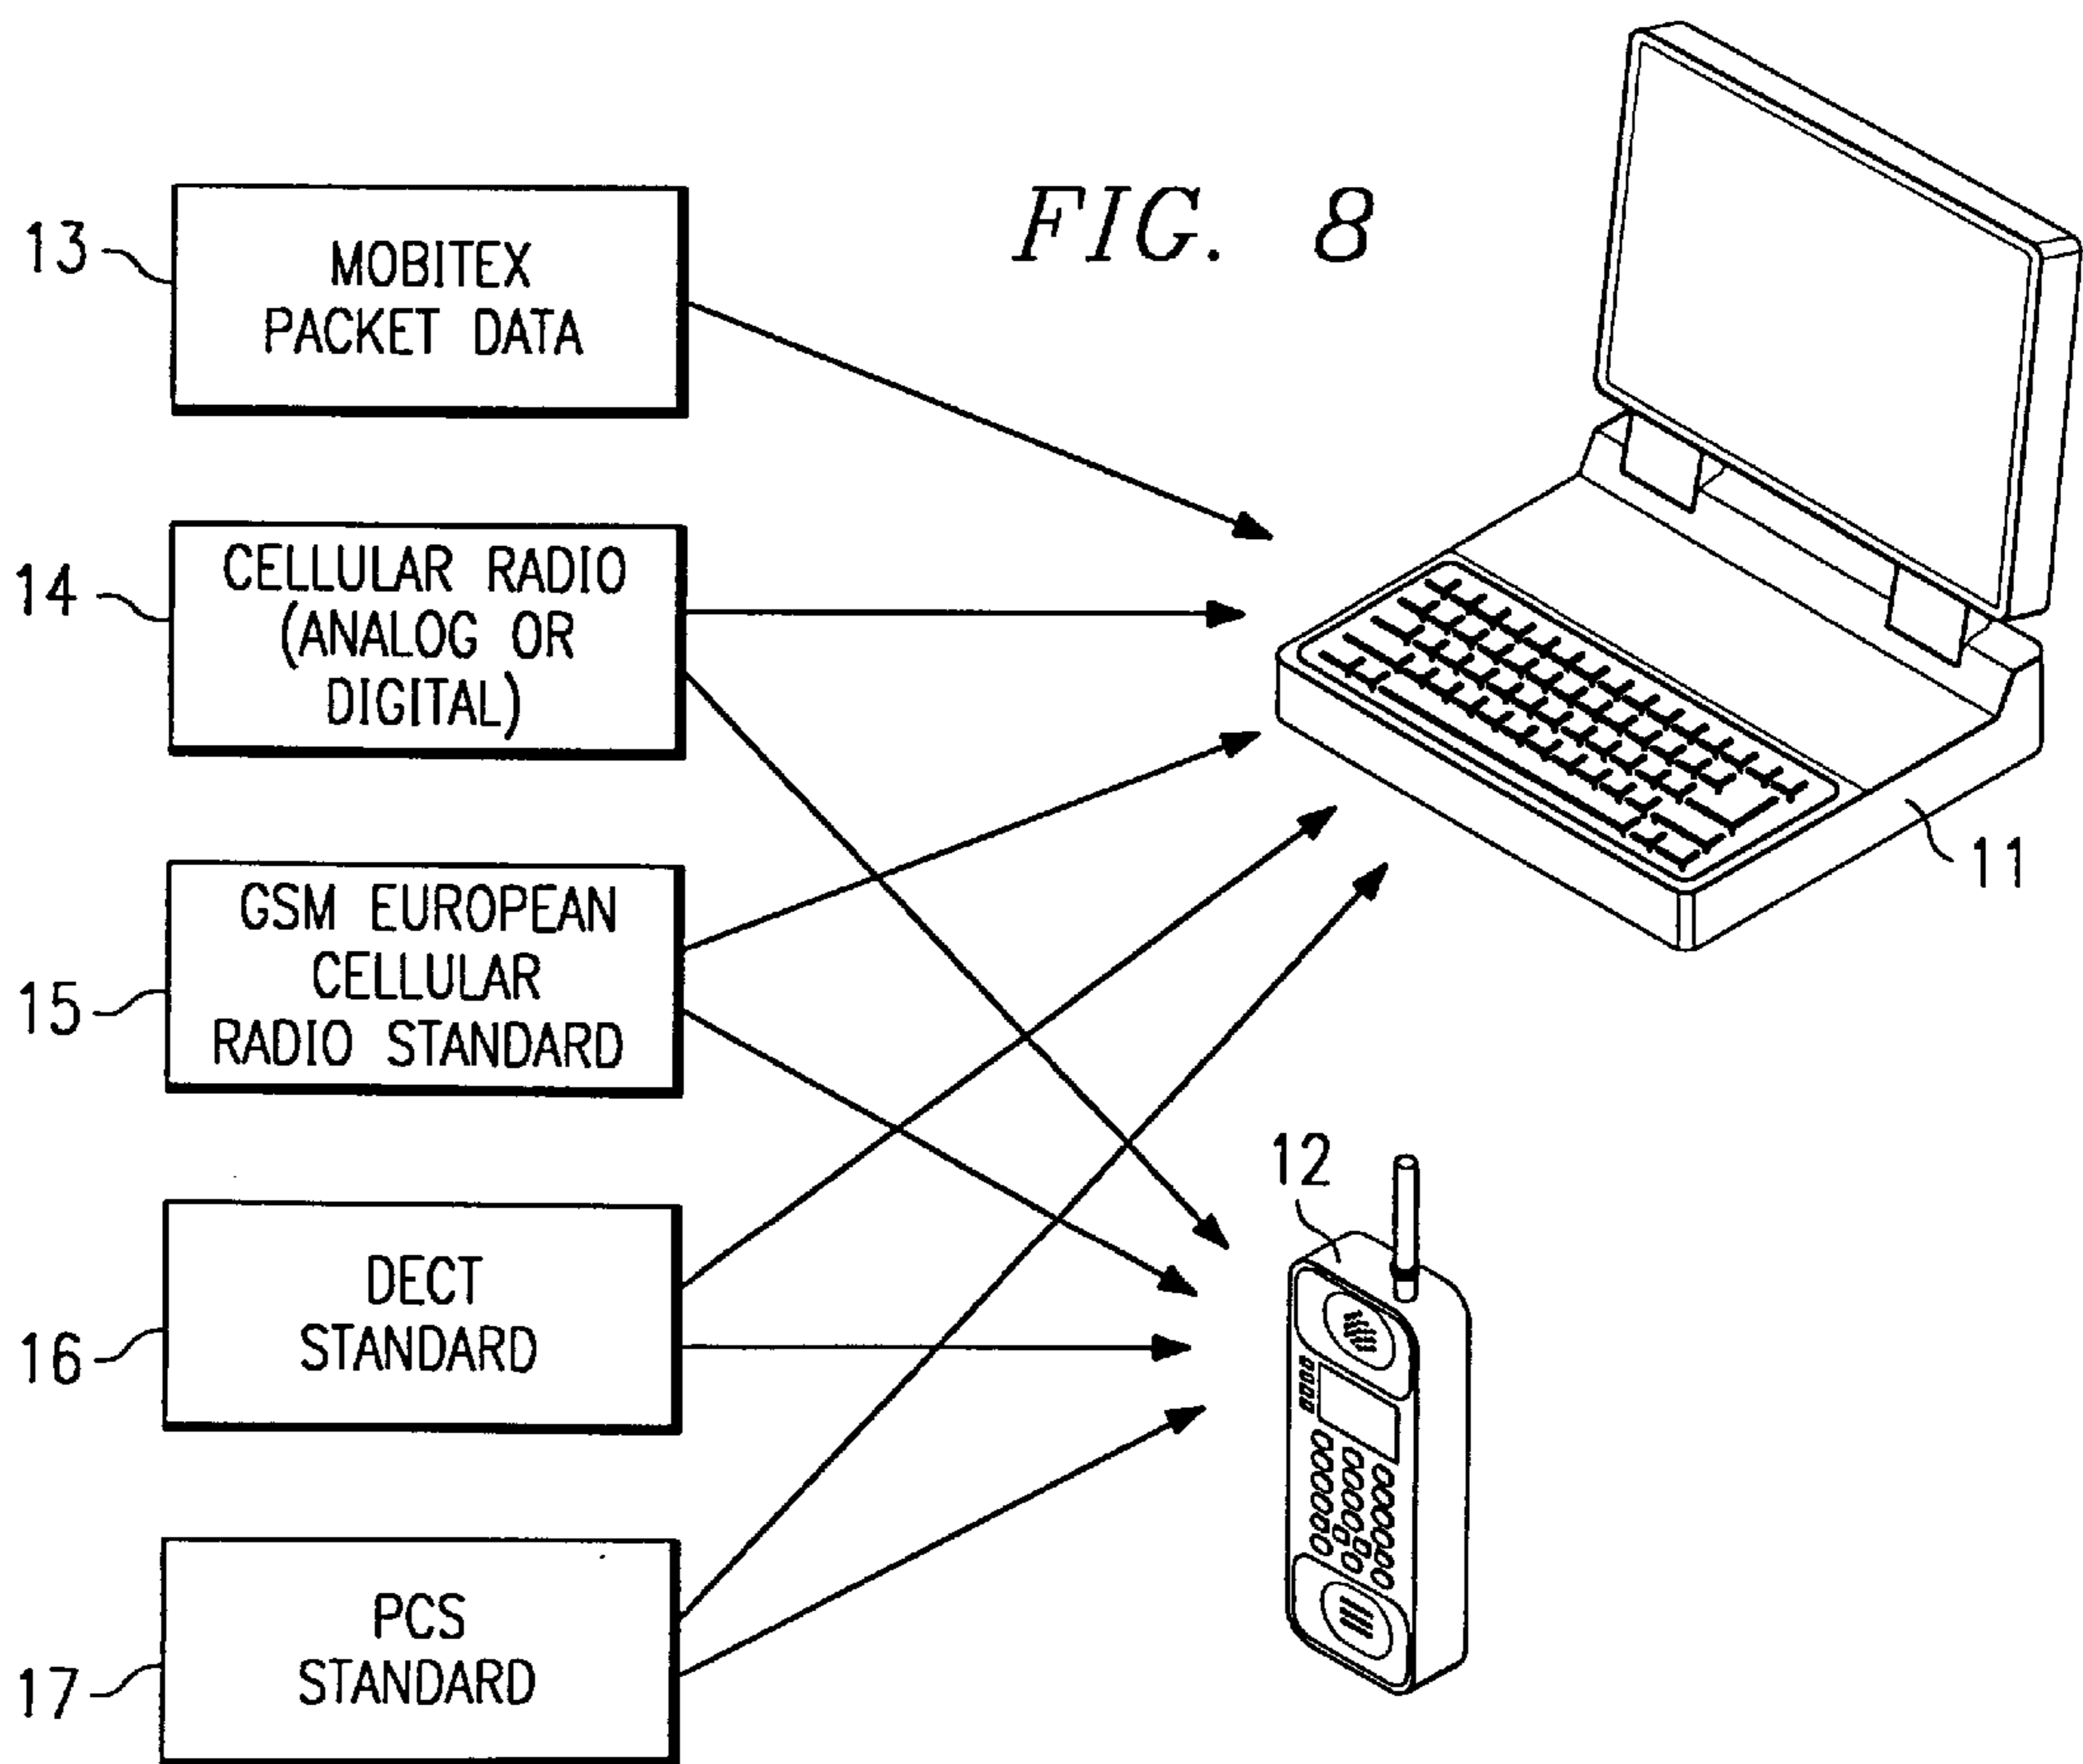 FIG. 8
13
MOBITEX
PACKET DATA
14
CELLULAR RADIO
(ANALOG OR
DIGITAL)
15
GSM EUROPEAN
CELLULAR
RADIO STANDARD
16
DECT
STANDARD
17
PCS
STANDARD
11
12